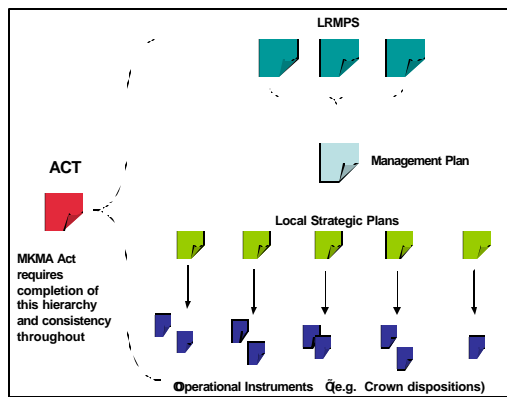 LRMPS
Management Plan
ACT
Local Strategic Plans
MKMA Act
requires
completion of
this hierarchy
and consistency
throughout
Operational Instruments (e.g. Crown dispositions)